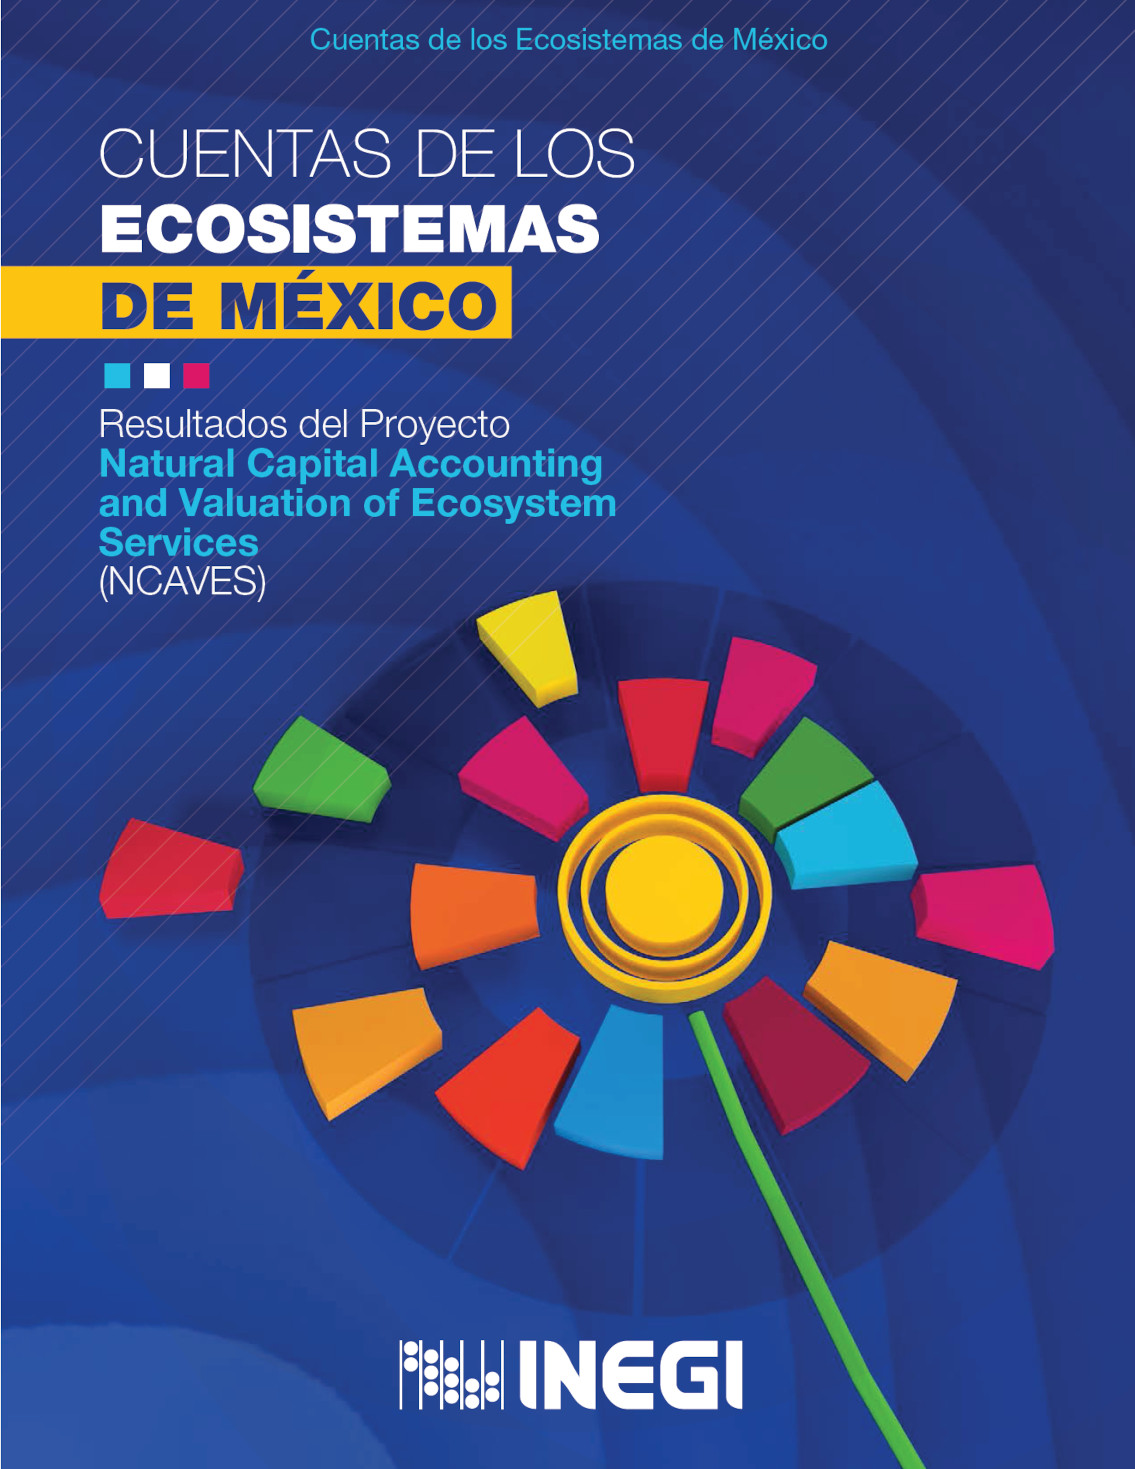 Cuentas de los Ecosistemas de México
CUENTAS DE LOS
ECOSISTEMAS
DE MÉXICO
Resultados del Proyecto
Natural Capital Accounting
and Valuation of Ecosystem
Services
(NCAVES)
INEGI